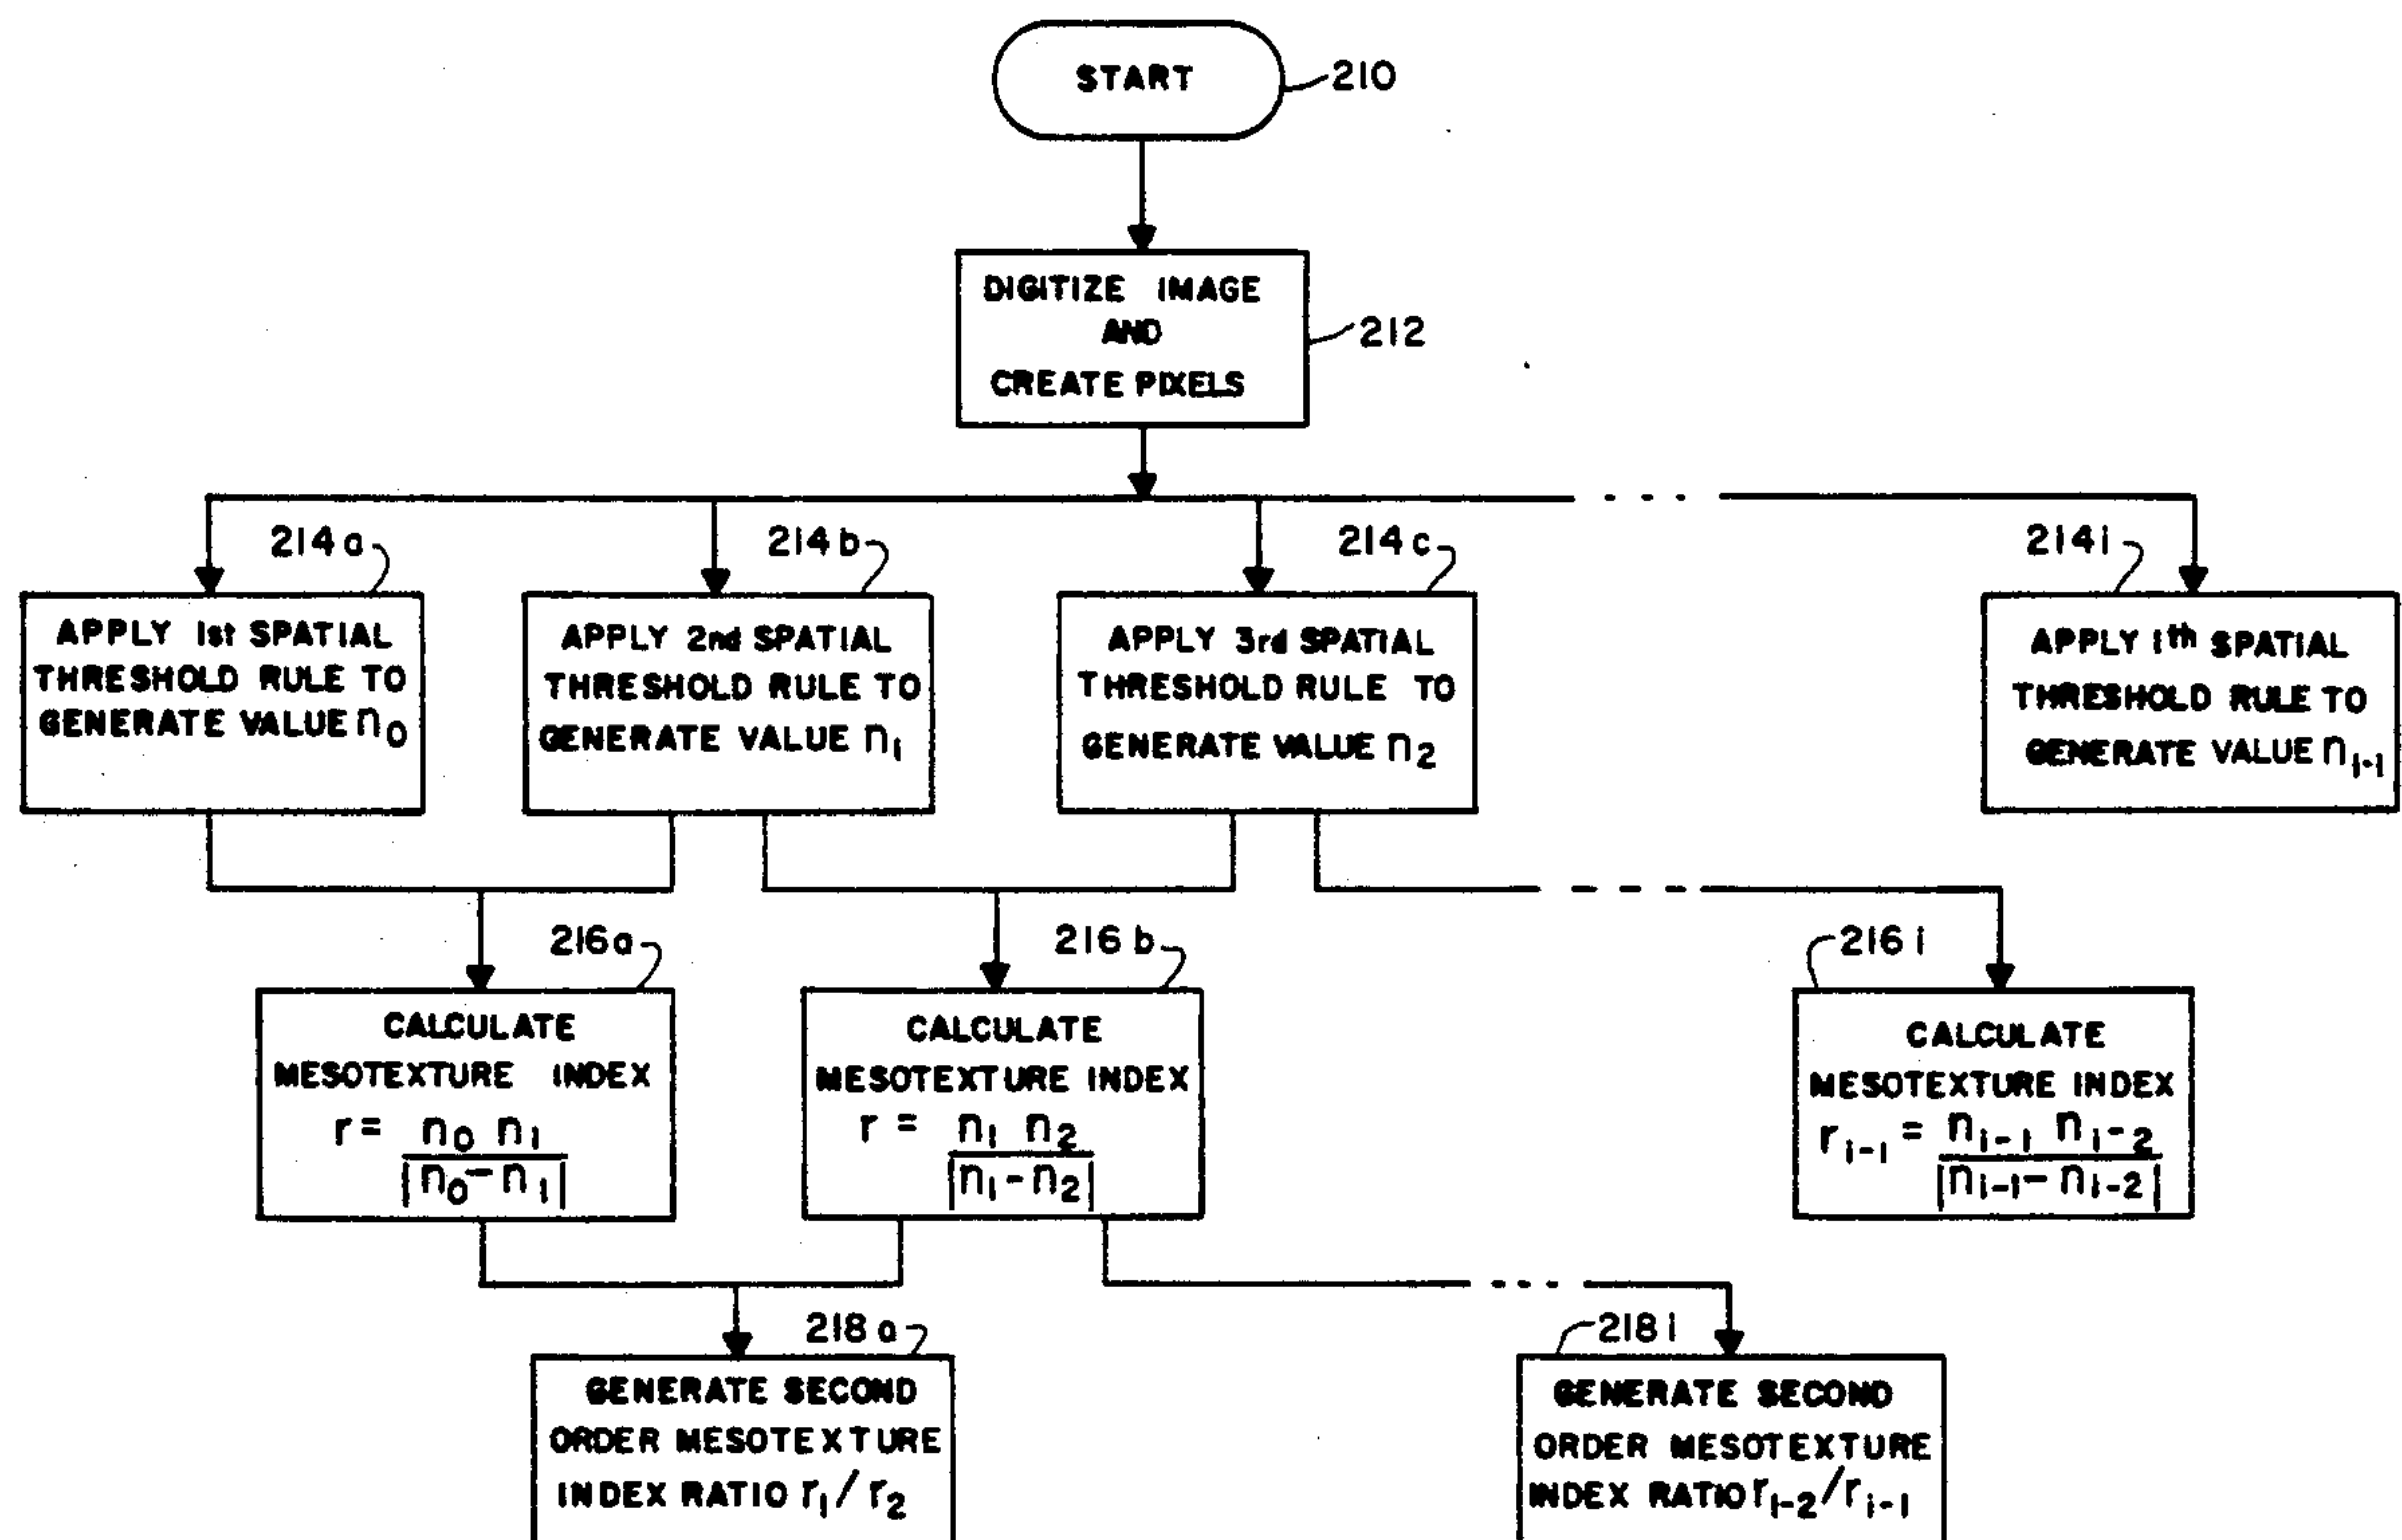 START
210
DIGITIZE IMAGE
AND
CREATE PIXELS
212
214a
214b
214c
214i
APPLY 1st SPATIAL
THRESHOLD RULE TO
GENERATE VALUE n₀
APPLY 2nd SPATIAL
THRESHOLD RULE TO
GENERATE VALUE n₁
APPLY 3rd SPATIAL
THRESHOLD RULE TO
GENERATE VALUE n₂
APPLY ith SPATIAL
THRESHOLD RULE TO
GENERATE VALUE nᵢ₋₁
216a
216b
216i
CALCULATE
MESOTEXTURE INDEX
r = n₀ n₁
|n₀ - n₁|
CALCULATE
MESOTEXTURE INDEX
r = n₁ n₂
|n₁ - n₂|
CALCULATE
MESOTEXTURE INDEX
rᵢ₋₁ = nᵢ₋₁ nᵢ₋₂
|nᵢ₋₁ - nᵢ₋₂|
218a
218i
GENERATE SECOND
ORDER MESOTEXTURE
INDEX RATIO r₁/r₂
GENERATE SECOND
ORDER MESOTEXTURE
INDEX RATIO rᵢ₋₂/rᵢ₋₁